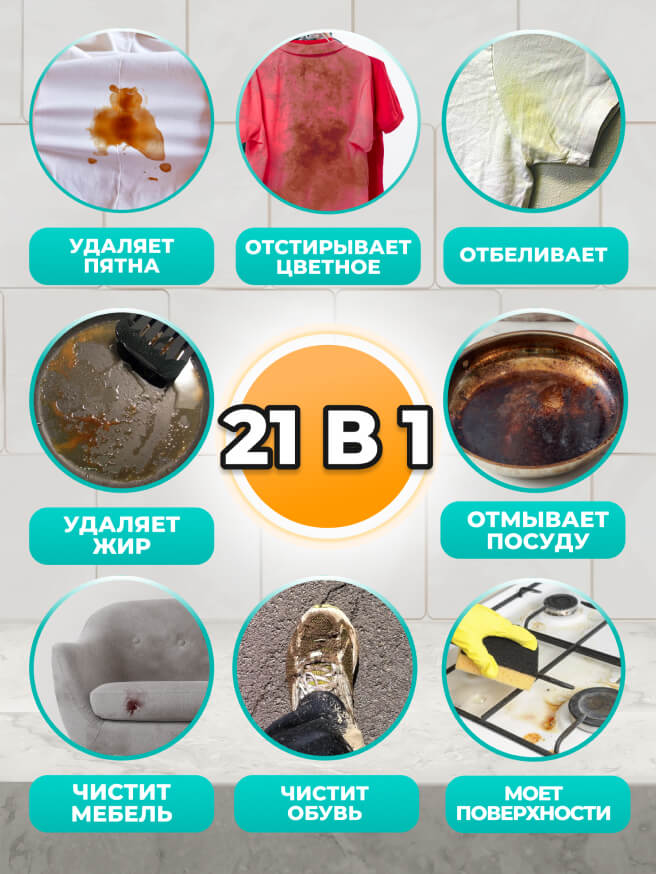 УДАЛЯЕТ
ПЯТНА
ОТСТИРЫВАЕТ
ЦВЕТНОЕ
ОТБЕЛИВАЕТ
21 В 1
УДАЛЯЕТ
ЖИР
ОТМЫВАЕТ
ПОСУДУ
ЧИСТИТ
МЕБЕЛЬ
ЧИСТИТ
ОБУВЬ
МОЕТ
ПОВЕРХНОСТИ